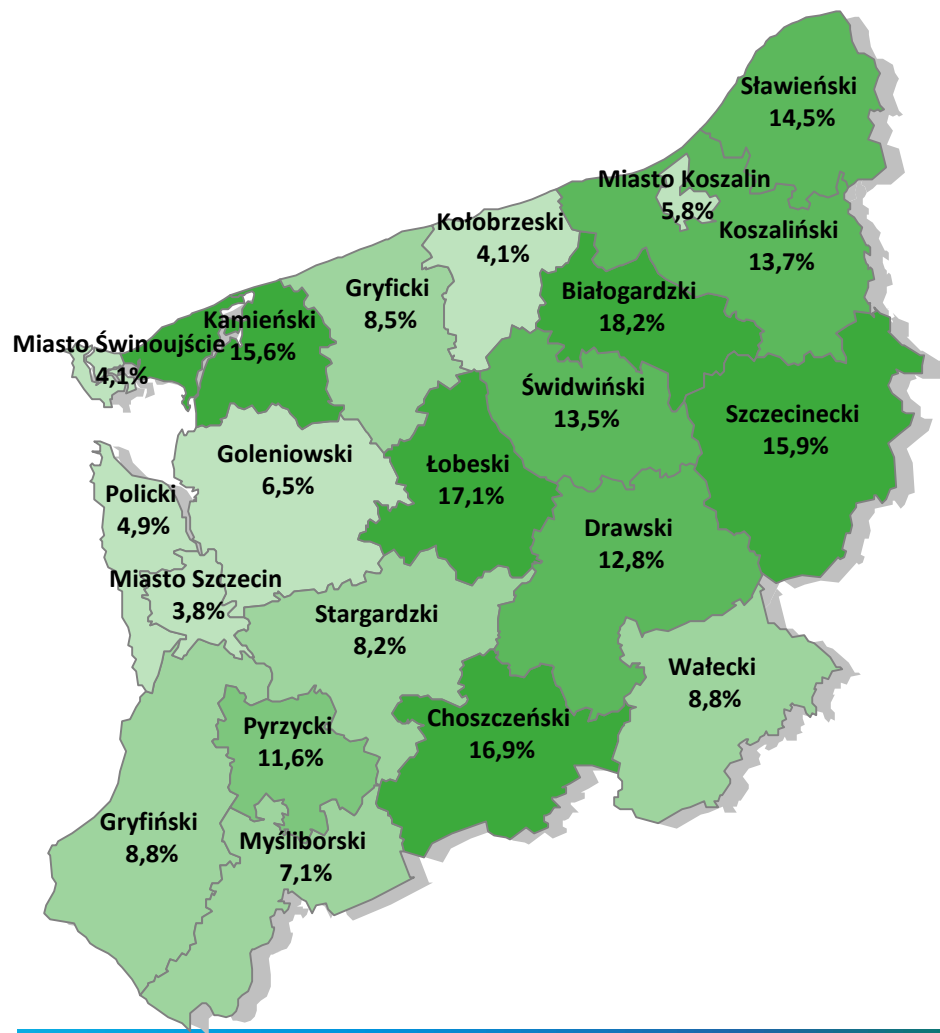 Sławieński
14,5%
Miasto Koszalin
5,8%
Koszaliński
13,7%
Kołobrzeski
4,1%
Gryficki
8,5%
Białogardzki
18,2%
Kamieński
15,6%
Miasto Świnoujście
4,1%
Świdwiński
13,5%
Szczecinecki
15,9%
Goleniowski
6,5%
Łobeski
17,1%
Policki
4,9%
Drawski
12,8%
Miasto Szczecin
3,8%
Stargardzki
8,2%
Wałecki
8,8%
Choszczeński
16,9%
Pyrzycki
11,6%
Gryfiński
8,8%
Myśliborski
7,1%